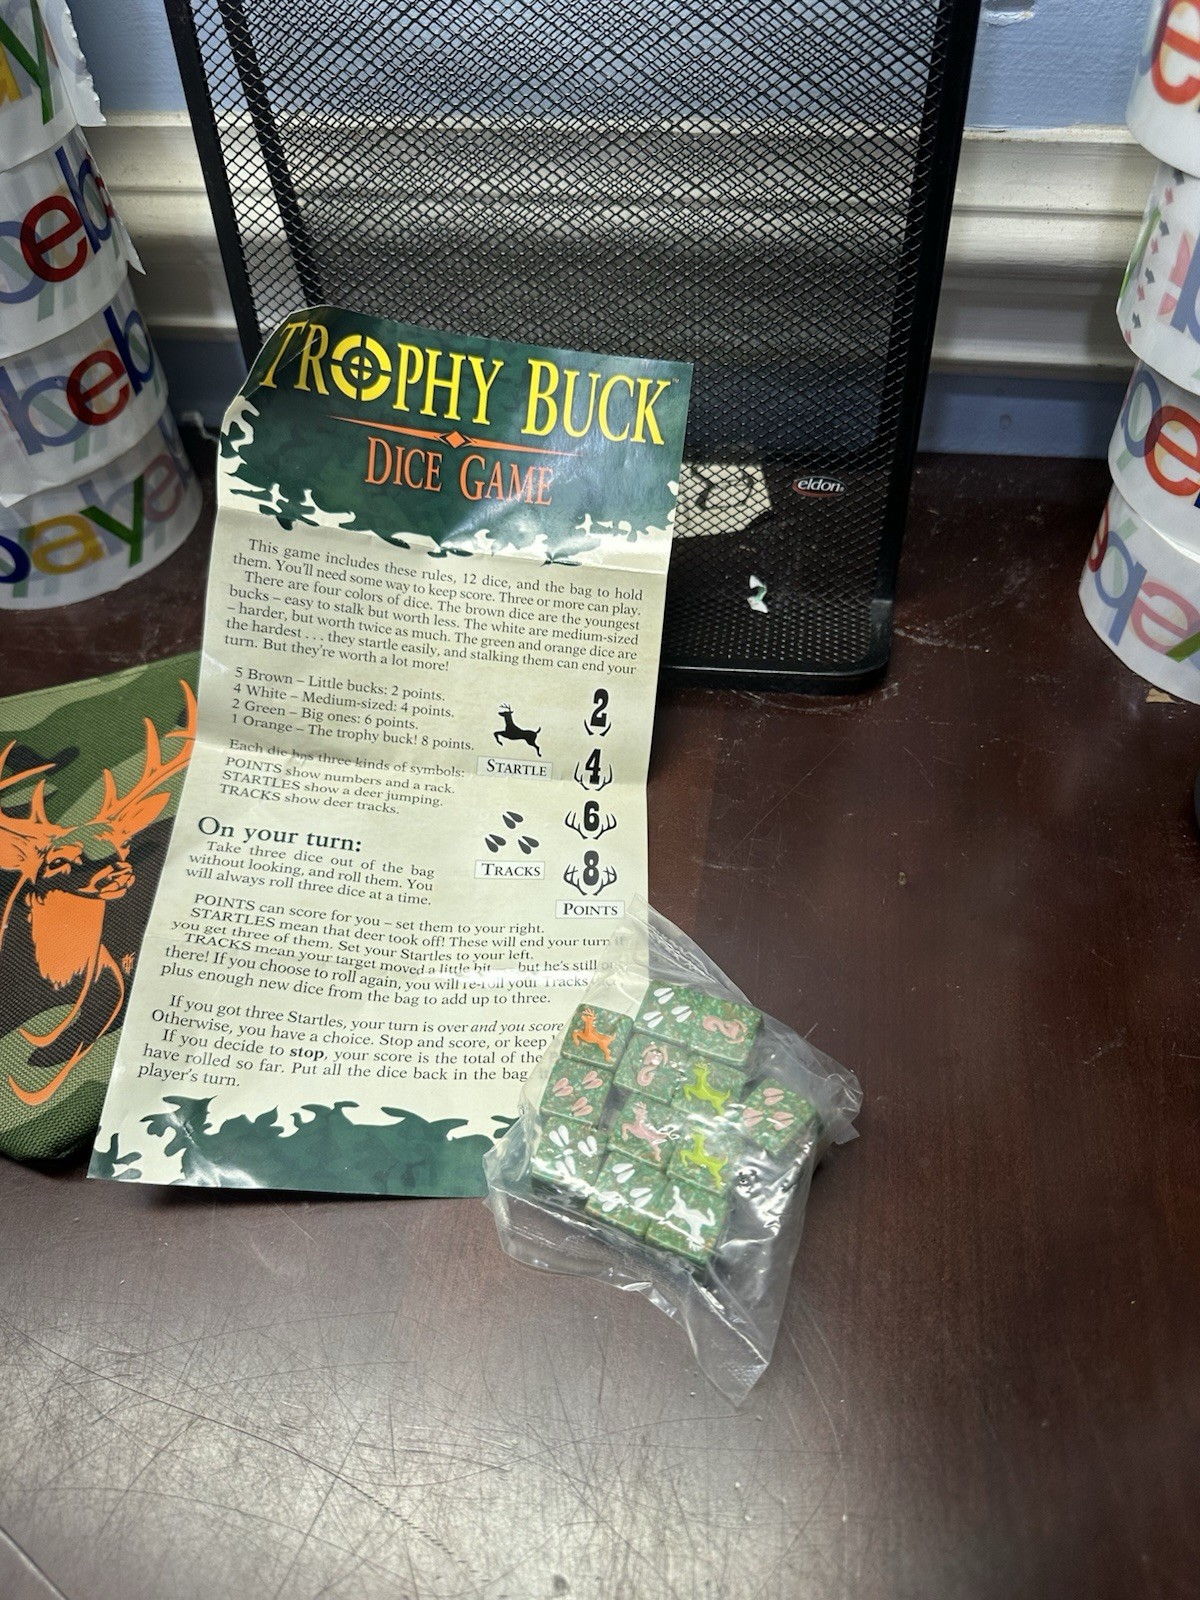 TROPHY BUCK™
DICE GAME
This game includes these rules, 12 dice, and the bag to hold
them. You'll need some way to keep score. Three or more can play.
There are four colors of dice. The brown dice are the youngest
bucks – easy to stalk but worth less. The white are medium-sized
– harder, but worth twice as much. The green and orange dice are
the hardest . . . they startle easily, and stalking them can end your
turn. But they're worth a lot more!
5 Brown – Little bucks: 2 points.
4 White – Medium-sized: 4 points.
2 Green – Big ones: 6 points.
1 Orange – The trophy buck! 8 points.
Each die has three kinds of symbols:
POINTS show numbers and a rack.
STARTLES show a deer jumping.
TRACKS show deer tracks.
STARTLE
TRACKS
2
4
6
8
POINTS
On your turn:
Take three dice out of the bag
without looking, and roll them. You
will always roll three dice at a time.
POINTS can score for you – set them to your right.
STARTLES mean that deer took off! These will end your turn if
you get three of them. Set your Startles to your left.
TRACKS mean your target moved a little bit . . . but he's still
there! If you choose to roll again, you will re-roll your Tracks
plus enough new dice from the bag to add up to three.
If you got three Startles, your turn is over and you score
Otherwise, you have a choice. Stop and score, or keep
If you decide to stop, your score is the total of the
have rolled so far. Put all the dice back in the bag
player's turn.
eldon
ebay
eb
beb
bay
e
e
2
2